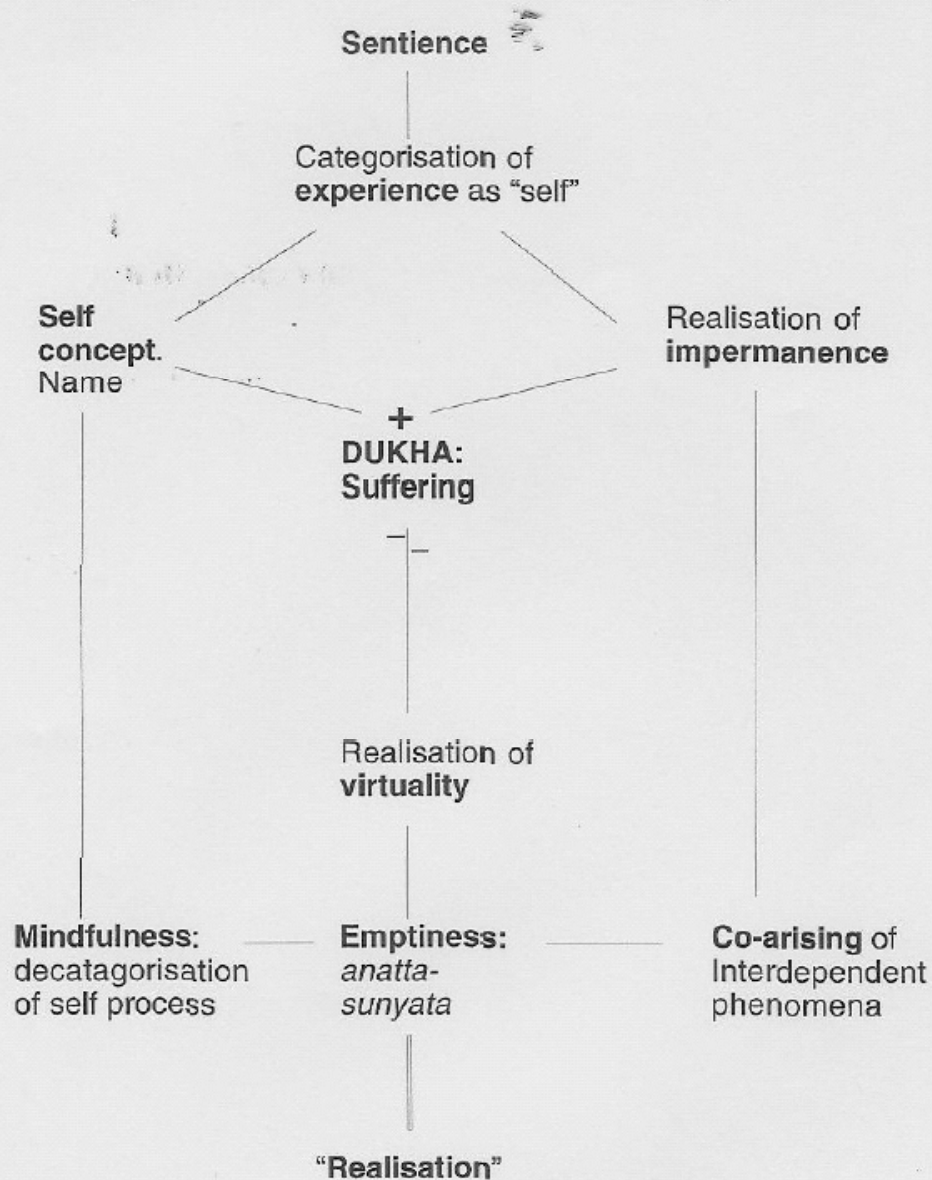 Sentience
Categorisation of
experience as “self”
Self
concept.
Name
Realisation of
impermanence
+
DUKHA:
Suffering
Realisation of
virtuality
Mindfulness:
decatagorisation
of self process
Emptiness:
anatta-
sunyata
Co-arising of
Interdependent
phenomena
“Realisation”